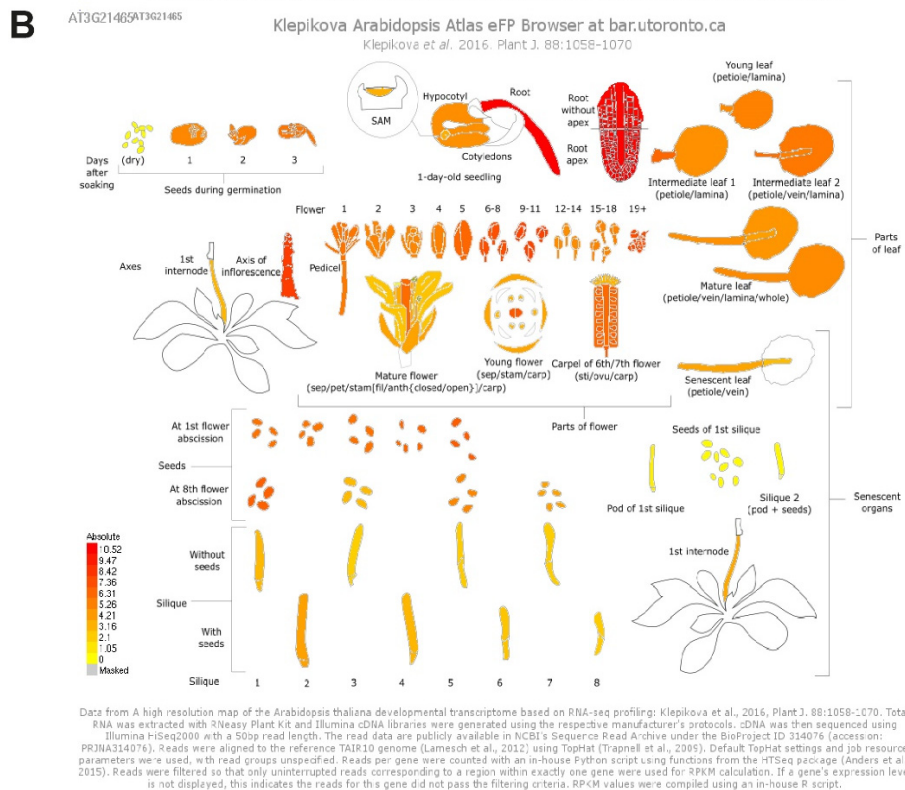 B
AT3G21465AT3G21465
Klepikova Arabidopsis Atlas eFP Browser at bar.utoronto.ca
Klepikova et al. 2016. Plant J. 88:1058-1070
SAM
Hypocotyl
Root
Cotyledons
1-day-old seedling
Root
without
apex
Root
apex
Young leaf
(petiole/lamina)
Intermediate leaf 1
(petiole/lamina)
Intermediate leaf 2
(petiole/vein/lamina)
Days
after
soaking
(dry) 1 2 3
Seeds during germination
Flower 1 2 3 4 5 6-8 9-11 12-14 15-18 19+
Pedicel
Axes
1st
internode
Axis of
inflorescence
Mature leaf
(petiole/vein/lamina/whole)
Parts
of leaf
Mature flower
(sep/pet/stam[fil/anth{closed/open}]/carp)
Young flower
(sep/stam/carp)
Carpel of 6th/7th flower
(sti/ovu/carp)
Senescent leaf
(petiole/vein)
Parts of flower
At 1st flower
abscission
Seeds
At 8th flower
abscission
Seeds of 1st silique
Pod of 1st silique
Silique 2
(pod + seeds)
Senescent
organs
1st internode
Without
seeds
Silique
With
seeds
Silique 1 2 3 4 5 6 7 8
Absolute
10.52
9.47
8.42
7.36
6.31
5.26
4.21
3.16
2.1
1.05
0
Masked
Data from A high resolution map of the Arabidopsis thaliana developmental transcriptome based on RNA-seq profiling: Klepikova et al., 2016, Plant J. 88:1058-1070. Tota
RNA was extracted with RNeasy Plant Kit and Illumina cDNA libraries were generated using the respective manufacturer's protocols. cDNA was then sequenced using
Illumina HiSeq2000 with a 50bp read length. The read data are publicly available in NCBI's Sequence Read Archive under the BioProject ID 314076 (accession:
PRJNA314076). Reads were aligned to the reference TAIR10 genome (Lamesch et al., 2012) using TopHat (Trapnell et al., 2009). Default TopHat settings and job resource
parameters were used, with read groups unspecified. Reads per gene were counted with an in-house Python script using functions from the HTSeq package (Anders et al
2015). Reads were filtered so that only uninterrupted reads corresponding to a region within exactly one gene were used for RPKM calculation. If a gene's expression leve
is not displayed, this indicates the reads for this gene did not pass the filtering criteria. RPKM values were compiled using an in-house R script.